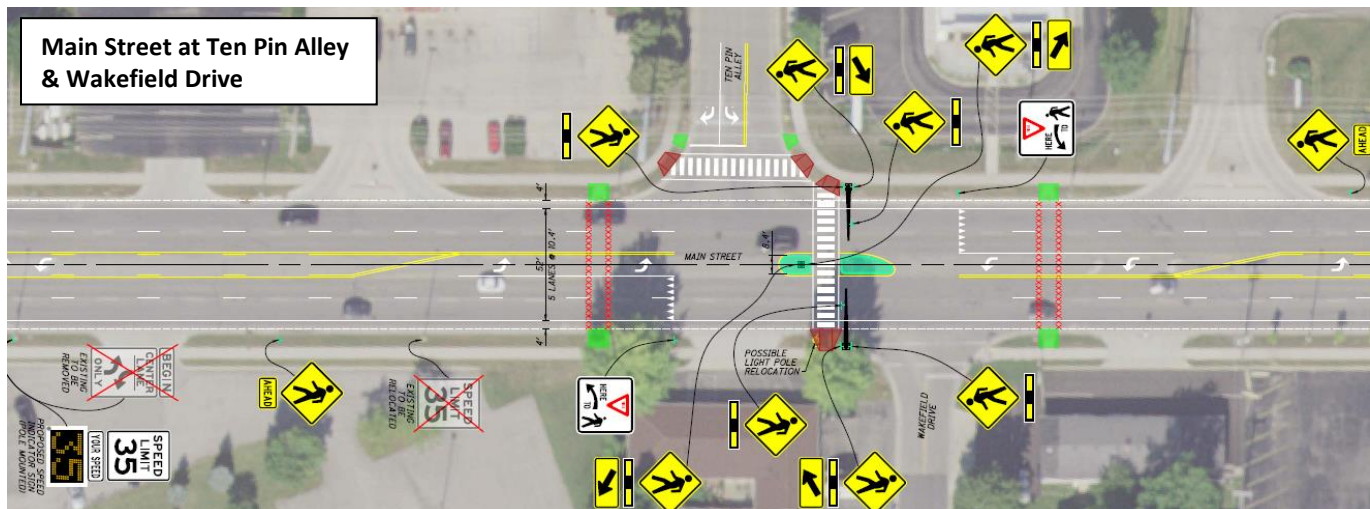 Main Street at Ten Pin Alley
& Wakefield Drive
TEN PIN
ALLEY
HERE
TO
AHEAD
4'
5 LANES @ 10.4'
52'
4'
8.4'
MAIN STREET
POSSIBLE
LIGHT POLE
RELOCATION
WAKEFIELD
DRIVE
BEGIN
CENTER
LANE
ONLY
EXISTING
TO BE
REMOVED
AHEAD
SPEED
LIMIT
35
EXISTING
TO BE
RELOCATED
HERE
TO
SPEED
LIMIT
35
YOUR SPEED
35
PROPOSED SPEED
INDICATOR SIGN
(POLE MOUNTED)